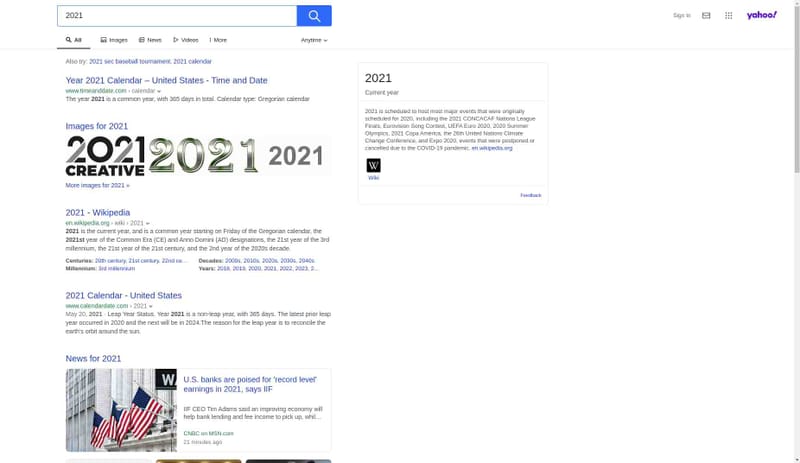 2021
Sign In
yahoo!
All
Images
News
Videos
More
Anytime
Also try: 2021 sec baseball tournament, 2021 calendar
Year 2021 Calendar – United States - Time and Date
www.timeanddate.com › calendar
The year 2021 is a common year, with 365 days in total. Calendar type: Gregorian calendar
Images for 2021
2021
CREATIVE
2021
2021
More images for 2021 »
2021 - Wikipedia
en.wikipedia.org › wiki › 2021
2021 is the current year, and is a common year starting on Friday of the Gregorian calendar, the
2021st year of the Common Era (CE) and Anno Domini (AD) designations, the 21st year of the 3rd
millennium, the 21st year of the 21st century, and the 2nd year of the 2020s decade.
Centuries: 20th century, 21st century, 22nd ce...
Decades: 2000s, 2010s, 2020s, 2030s, 2040s.
Millennium: 3rd millennium
Years: 2018, 2019, 2020, 2021, 2022, 2023, 2...
2021 Calendar - United States
www.calendardate.com › 2021
May 20, 2021 · Leap Year Status. Year 2021 is a non-leap year, with 365 days. The latest prior leap
year occurred in 2020 and the next will be in 2024.The reason for the leap year is to reconcile the
earth's orbit around the sun.
News for 2021
WA
U.S. banks are poised for 'record level'
earnings in 2021, says IIF
IIF CEO Tim Adams said an improving economy will
help bank lending and fee income to pick up, whil...
CNBC on MSN.com
21 minutes ago
2021
Current year
2021 is scheduled to host most major events that were originally
scheduled for 2020, including the 2021 CONCACAF Nations League
Finals, Eurovision Song Contest, UEFA Euro 2020, 2020 Summer
Olympics, 2021 Copa América, the 26th United Nations Climate
Change Conference, and Expo 2020, events that were postponed or
cancelled due to the COVID-19 pandemic. en.wikipedia.org
W
Wiki
Feedback